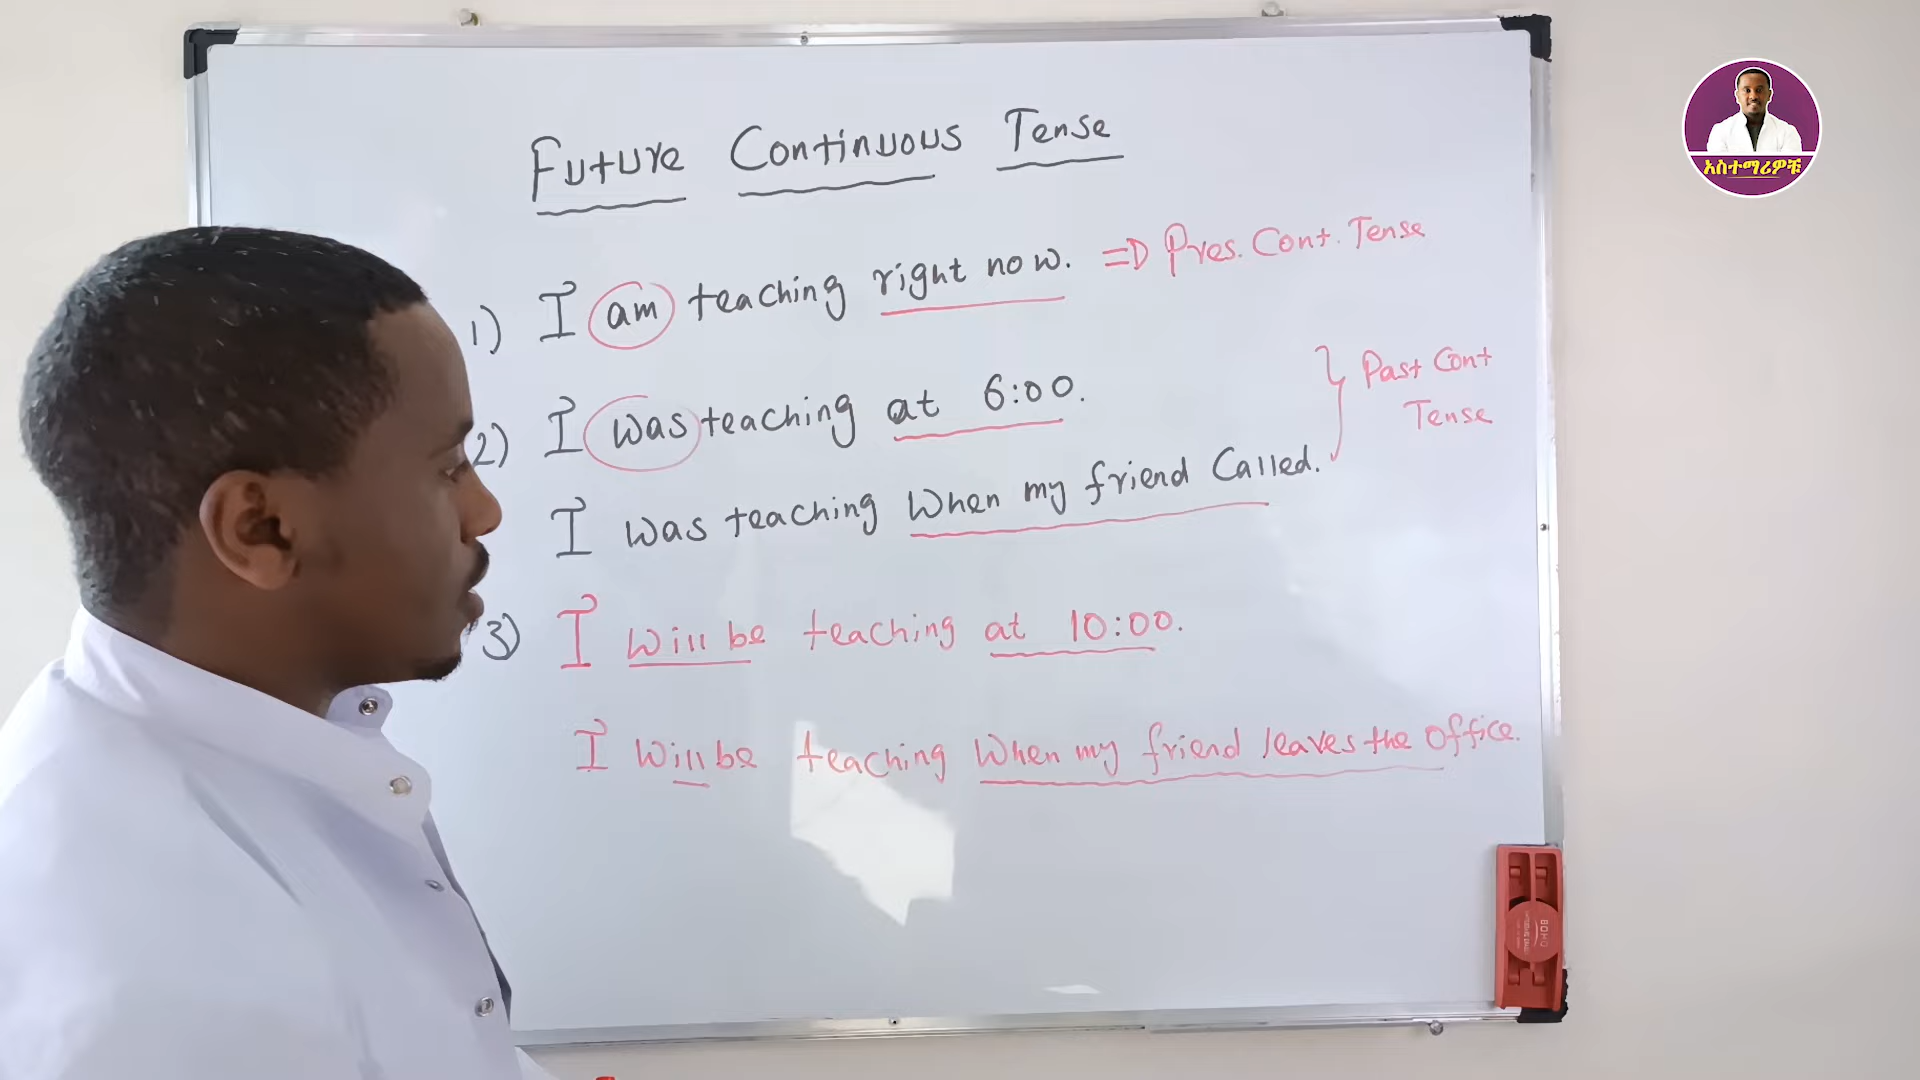 Future Continuous Tense
1) I am teaching right now. => Pres. Cont. Tense
2) I was teaching at 6:00.
I was teaching when my friend called.
Past Cont
Tense
3) I will be teaching at 10:00.
I will be teaching when my friend leaves the office.
አስተማሪዎቹ